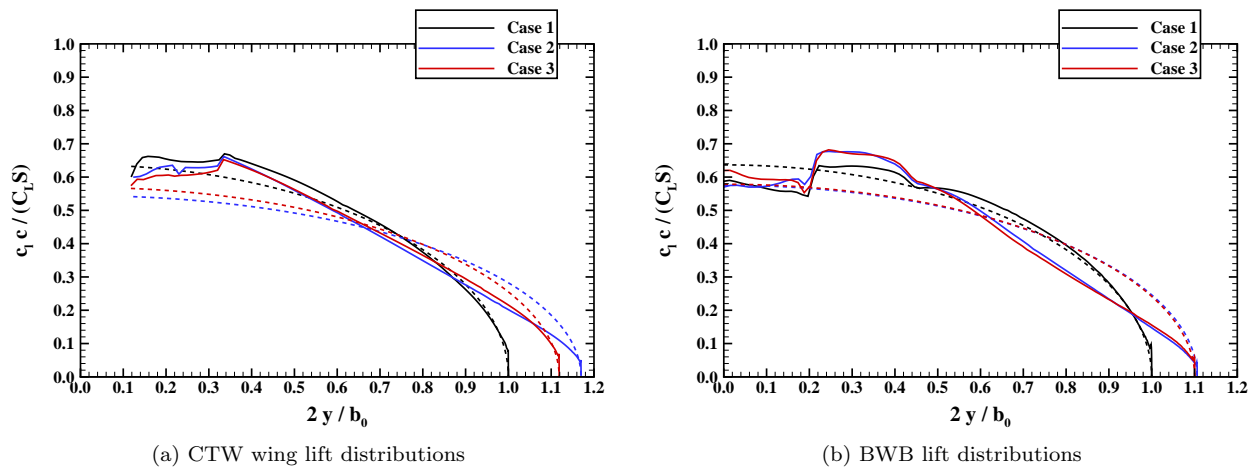 Case 1
Case 2
Case 3
1.0
0.9
0.8
0.7
0.6
0.5
0.4
0.3
0.2
0.1
0.0
c_l c / (C_L S)
0.0 0.1 0.2 0.3 0.4 0.5 0.6 0.7 0.8 0.9 1.0 1.1 1.2
2 y / b_0
(a) CTW wing lift distributions
Case 1
Case 2
Case 3
1.0
0.9
0.8
0.7
0.6
0.5
0.4
0.3
0.2
0.1
0.0
c_l c / (C_L S)
0.0 0.1 0.2 0.3 0.4 0.5 0.6 0.7 0.8 0.9 1.0 1.1 1.2
2 y / b_0
(b) BWB lift distributions